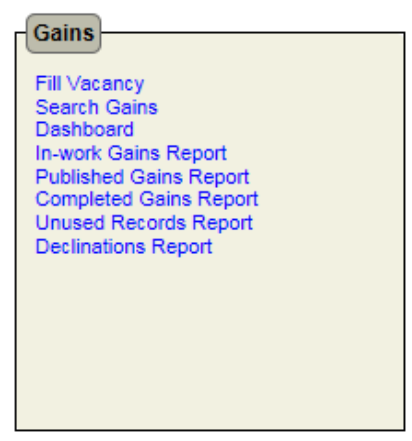 Gains
Fill Vacancy
Search Gains
Dashboard
In-work Gains Report
Published Gains Report
Completed Gains Report
Unused Records Report
Declinations Report